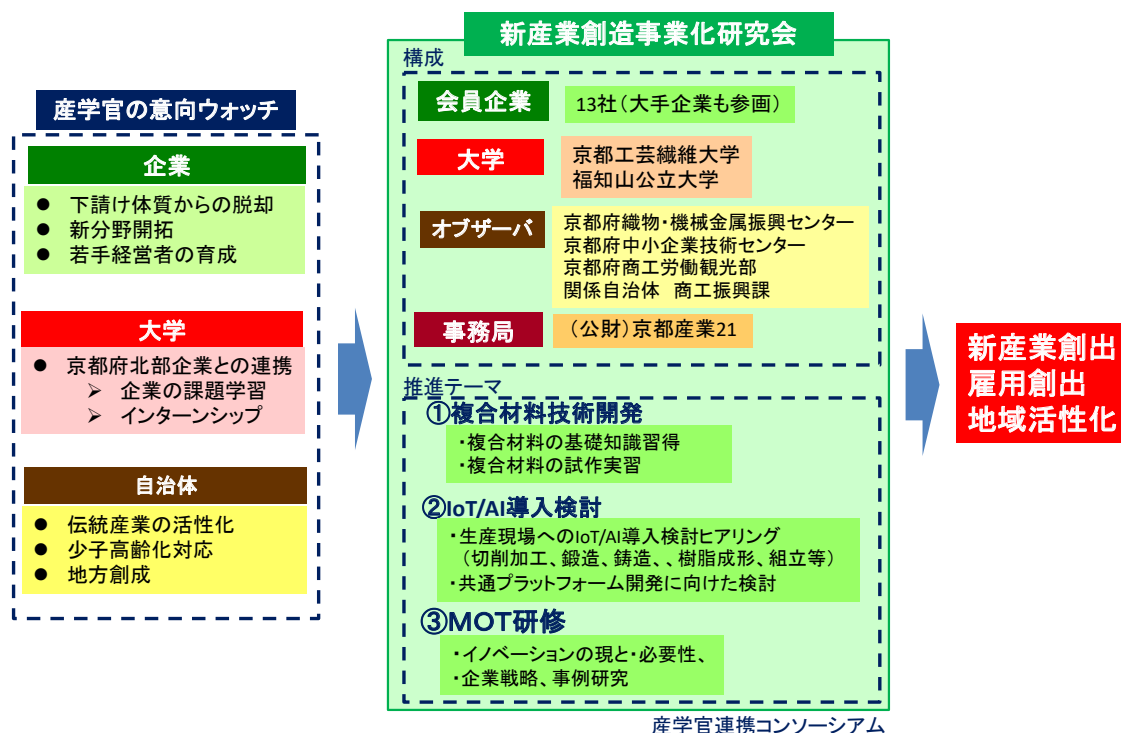 産学官の意向ウォッチ
企業
● 下請け体質からの脱却
● 新分野開拓
● 若手経営者の育成
大学
● 京都府北部企業との連携
➢ 企業の課題学習
➢ インターンシップ
自治体
● 伝統産業の活性化
● 少子高齢化対応
● 地方創成
新産業創造事業化研究会
構成
会員企業
13社(大手企業も参画)
大学
京都工芸繊維大学
福知山公立大学
オブザーバ
京都府織物・機械金属振興センター
京都府中小企業技術センター
京都府商工労働観光部
関係自治体 商工振興課
事務局
(公財)京都産業21
推進テーマ
①複合材料技術開発
・複合材料の基礎知識習得
・複合材料の試作実習
②IoT/AI導入検討
・生産現場へのIoT/AI導入検討ヒアリング
(切削加工、鍛造、鋳造、、樹脂成形、組立等)
・共通プラットフォーム開発に向けた検討
③MOT研修
・イノベーションの現と・必要性、
・企業戦略、事例研究
産学官連携コンソーシアム
新産業創出
雇用創出
地域活性化